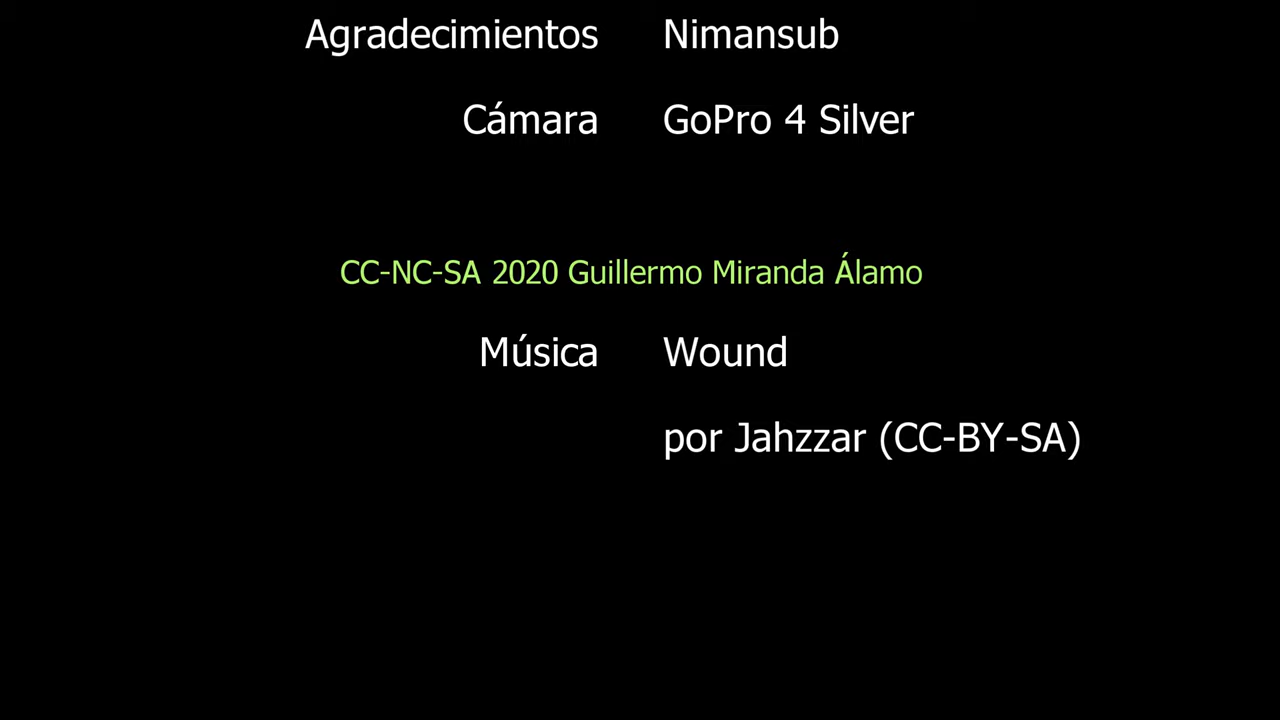 Agradecimientos Nimansub
Cámara GoPro 4 Silver
CC-NC-SA 2020 Guillermo Miranda Álamo
Música Wound
por Jahzzar (CC-BY-SA)